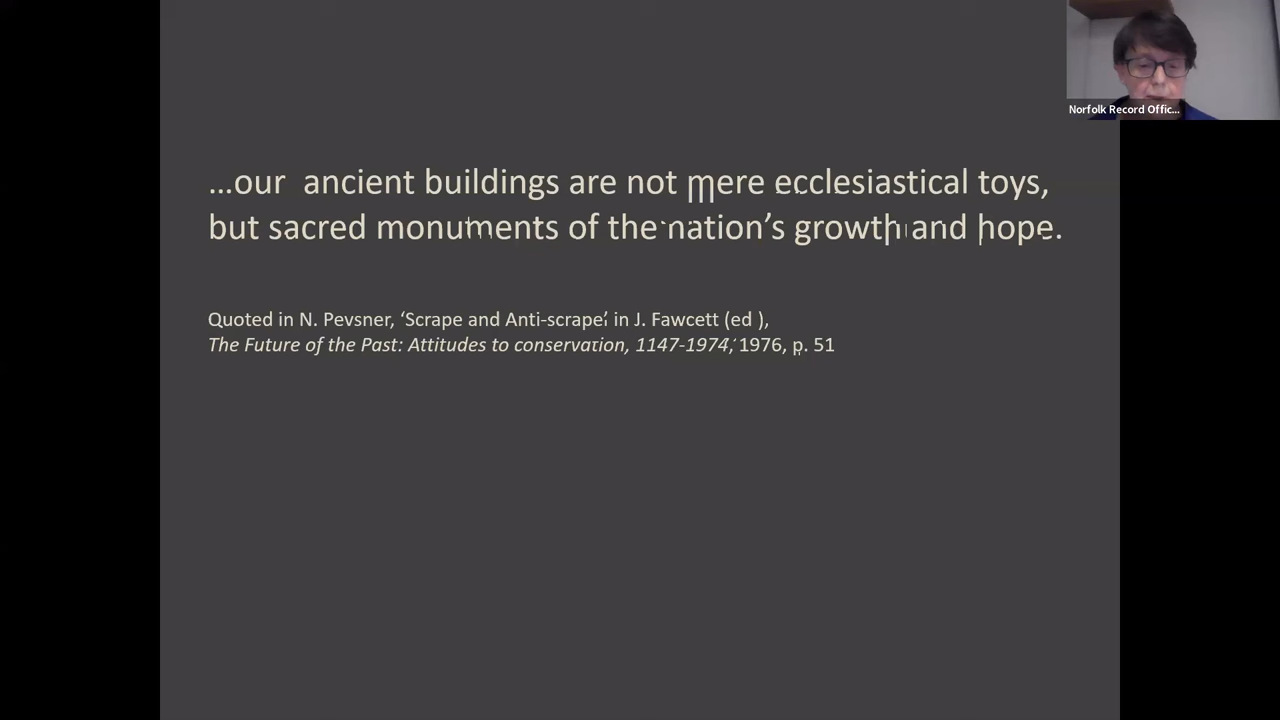 Norfolk Record Offic...
...our ancient buildings are not mere ecclesiastical toys,
but sacred monuments of the nation’s growth and hope.
Quoted in N. Pevsner, ‘Scrape and Anti-scrape’ in J. Fawcett (ed ),
The Future of the Past: Attitudes to conservation, 1147-1974, 1976, p. 51